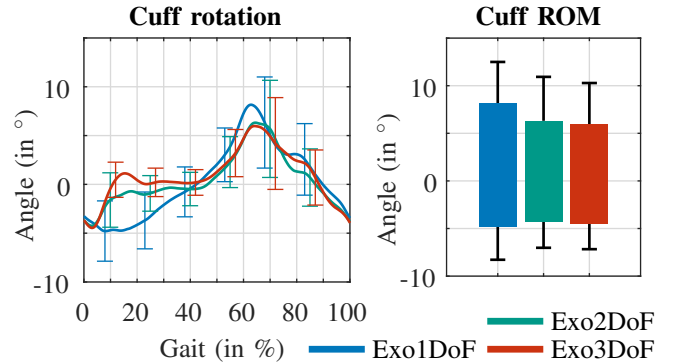 Cuff rotation
Angle (in °)
10
0
-10
0 20 40 60 80 100
Gait (in %)
Cuff ROM
Angle (in °)
10
0
-10
Exo1DoF
Exo2DoF
Exo3DoF